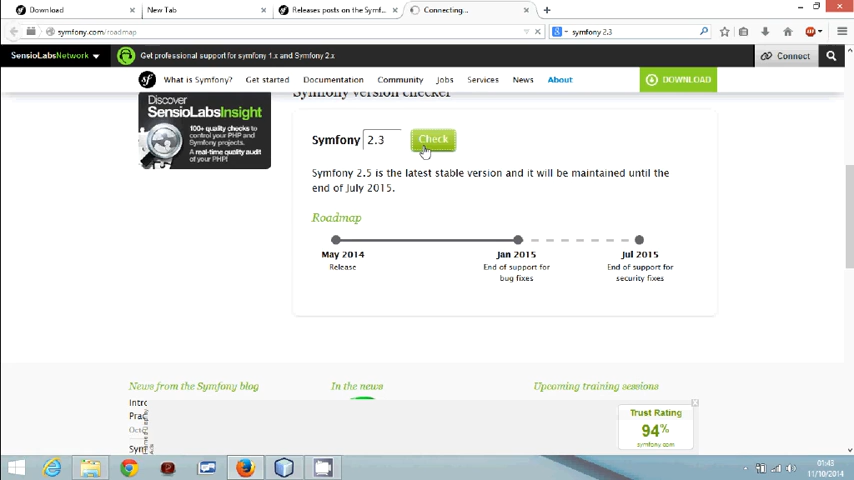 Download
New Tab
Releases posts on the Symf...
Connecting...
symfony.com/roadmap
symfony 2.3
SensioLabsNetwork
Get professional support for symfony 1.x and Symfony 2.x
Connect
What is Symfony?
Get started
Documentation
Community
Jobs
Services
News
About
DOWNLOAD
Symfony version checker
Discover
SensioLabsInsight
100+ quality checks to
control your PHP and
Symfony projects.
A real-time quality audit
of your PHP!
Symfony 2.3 Check
Symfony 2.5 is the latest stable version and it will be maintained until the
end of July 2015.
Roadmap
May 2014
Release
Jan 2015
End of support for
bug fixes
Jul 2015
End of support for
security fixes
News from the Symfony blog
In the news
Upcoming training sessions
Intro
Prac
Oct
Sym
Trust Rating
94%
symfony.com
01:43
11/10/2014